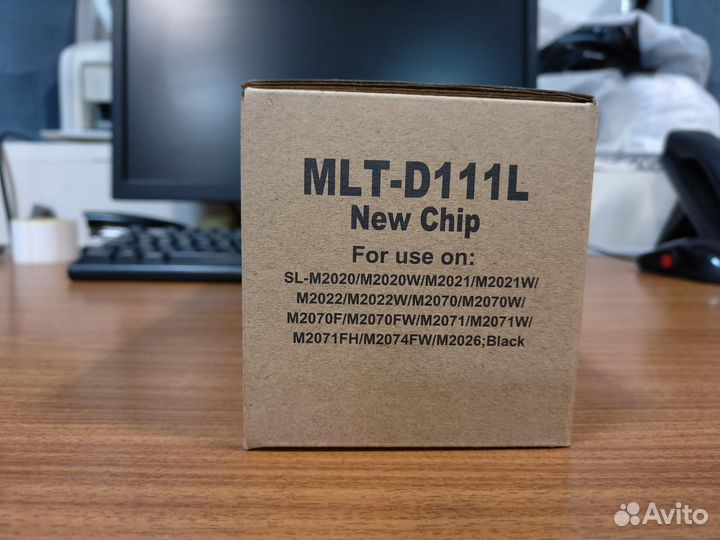 MLT-D111L
New Chip
For use on:
SL-M2020/M2020W/M2021/M2021W/
M2022/M2022W/M2070/M2070W/
M2070F/M2070FW/M2071/M2071W/
M2071FH/M2074FW/M2026;Black
Avito